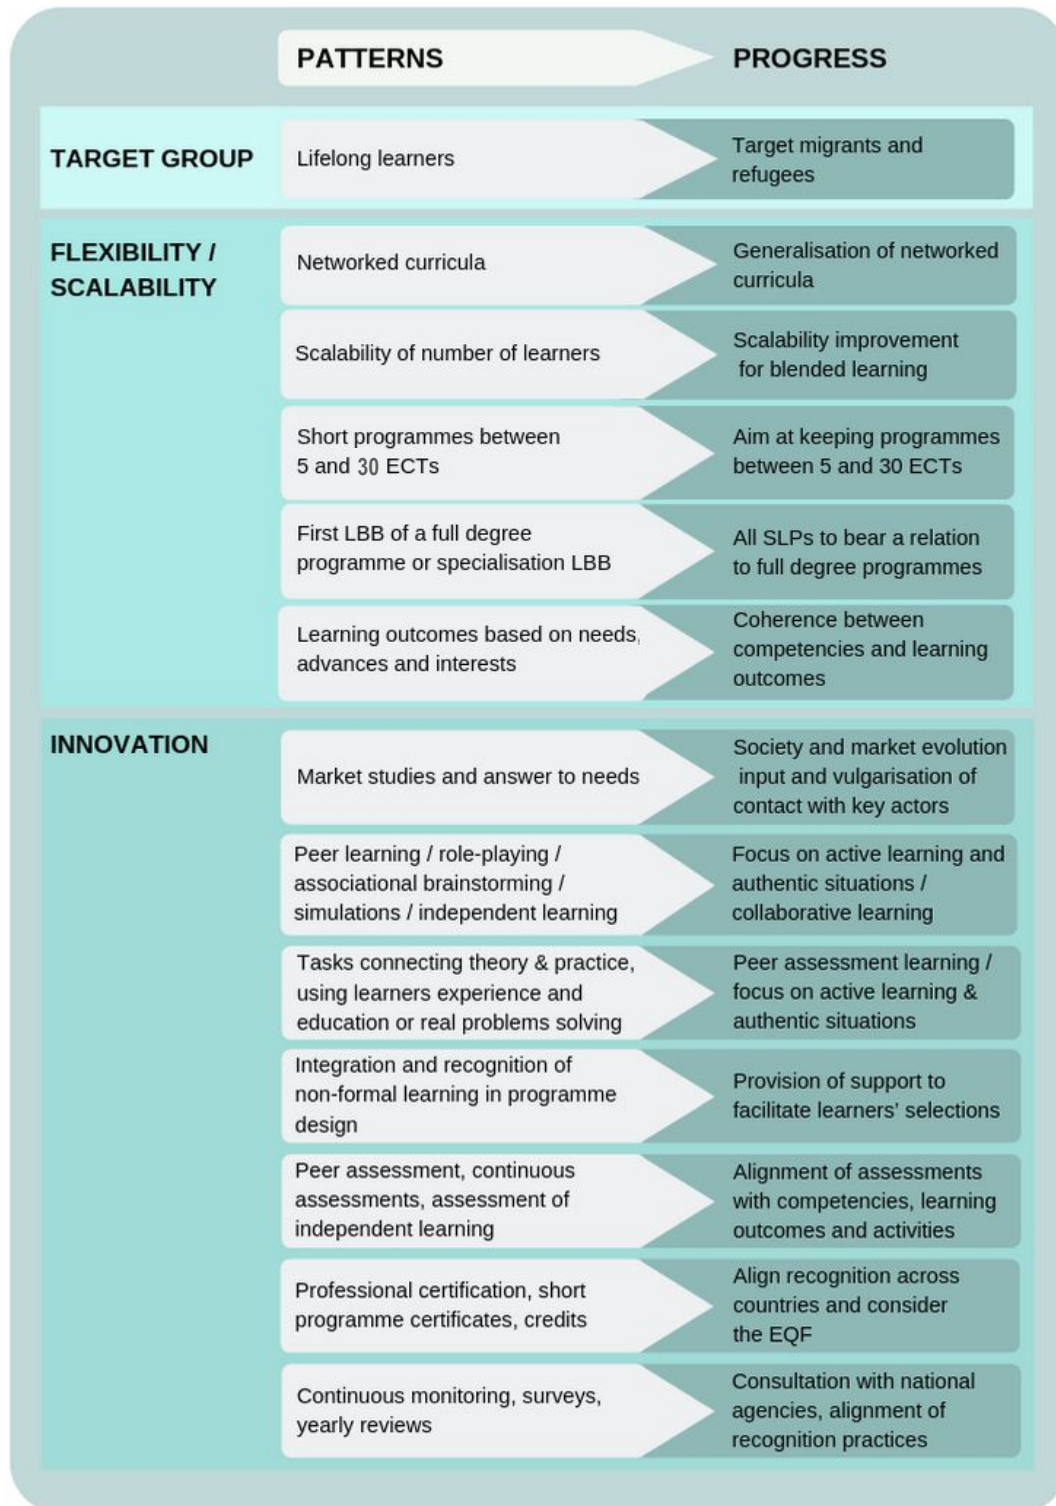 PATTERNS
PROGRESS
TARGET GROUP
Lifelong learners
Target migrants and
refugees
FLEXIBILITY /
SCALABILITY
Networked curricula
Generalisation of networked
curricula
Scalability of number of learners
Scalability improvement
for blended learning
Short programmes between
5 and 30 ECTs
Aim at keeping programmes
between 5 and 30 ECTs
First LBB of a full degree
programme or specialisation LBB
All SLPs to bear a relation
to full degree programmes
Learning outcomes based on needs,
advances and interests
Coherence between
competencies and learning
outcomes
INNOVATION
Market studies and answer to needs
Society and market evolution
input and vulgarisation of
contact with key actors
Peer learning / role-playing /
associational brainstorming /
simulations / independent learning
Focus on active learning and
authentic situations /
collaborative learning
Tasks connecting theory & practice,
using learners experience and
education or real problems solving
Peer assessment learning /
focus on active learning &
authentic situations
Integration and recognition of
non-formal learning in programme
design
Provision of support to
facilitate learners' selections
Peer assessment, continuous
assessments, assessment of
independent learning
Alignment of assessments
with competencies, learning
outcomes and activities
Professional certification, short
programme certificates, credits
Align recognition across
countries and consider
the EQF
Continuous monitoring, surveys,
yearly reviews
Consultation with national
agencies, alignment of
recognition practices